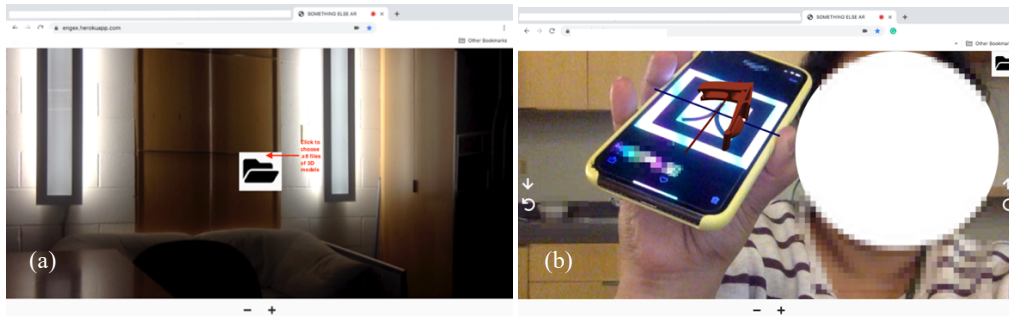 SOMETHING ELSE AR
engex.herokuapp.com
Other Bookmarks
Click to
choose
.x8 files
of 3D
models
(a)
SOMETHING ELSE AR
Other Bookmarks
(b)